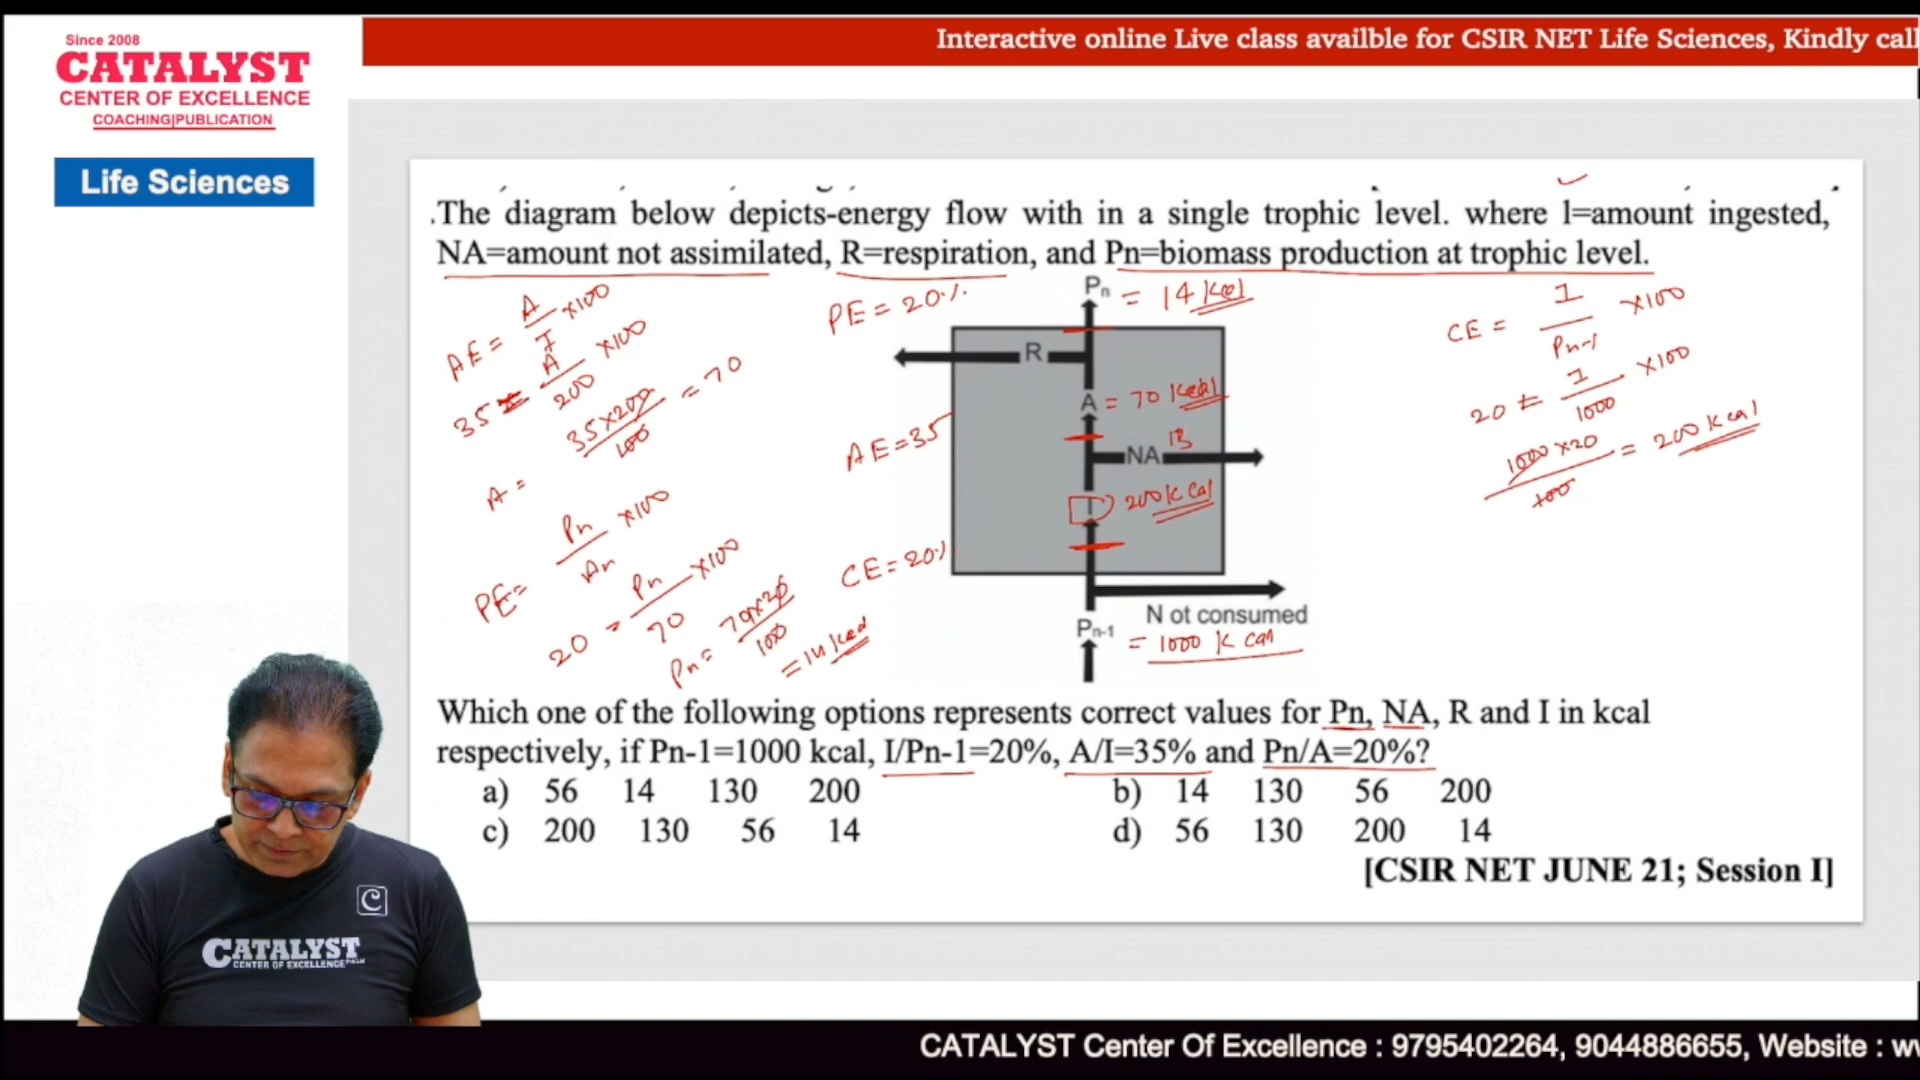 Since 2008
CATALYST
CENTER OF EXCELLENCE
COACHING|PUBLICATION
Life Sciences
Interactive online Live class availble for CSIR NET Life Sciences, Kindly call
.The diagram below depicts-energy flow with in a single trophic level. where l=amount ingested,
NA=amount not assimilated, R=respiration, and Pn=biomass production at trophic level.
AE = A/I ×100
35 = A/200 ×100
A = 35×200/100 = 70
PE = Pn/An ×100
20 = Pn/70 ×100
Pn = 70×20/100
= 14 kcal
PE = 20%
AE = 35
CE = 20%
Pn = 14 kcal
R
A = 70 kcal
NA 13
I 200 k cal
N ot consumed
Pn-1 = 1000 k cal
CE = I/Pn-1 ×100
20 = I/1000 ×100
1000×20/100 = 200 kcal
Which one of the following options represents correct values for Pn, NA, R and I in kcal
respectively, if Pn-1=1000 kcal, I/Pn-1=20%, A/I=35% and Pn/A=20%?
a) 56 14 130 200 b) 14 130 56 200
c) 200 130 56 14 d) 56 130 200 14
[CSIR NET JUNE 21; Session I]
C
CATALYST
CENTER OF EXCELLENCE
CATALYST Center Of Excellence : 9795402264, 9044886655, Website : ww